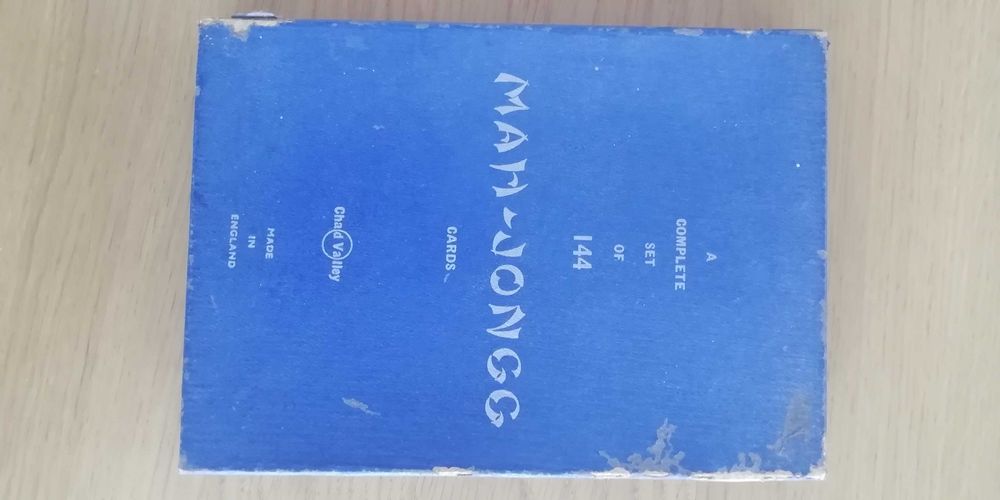 A
COMPLETE
SET
OF
144
MAH-JONGG
CARDS
Chad Valley
MADE
IN
ENGLAND